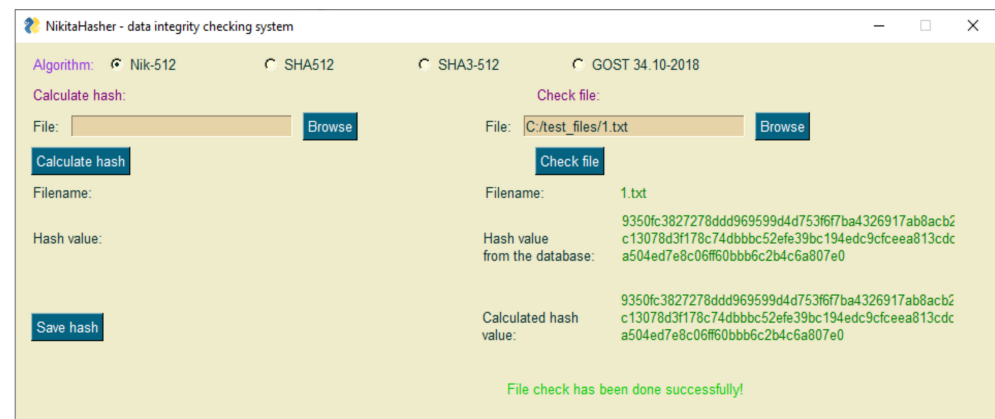 NikitaHasher - data integrity checking system
Algorithm: Nik-512 SHA512 SHA3-512 GOST 34.10-2018
Calculate hash: Check file:
File: Browse File: C:/test_files/1.txt Browse
Calculate hash Check file
Filename: Filename: 1.txt
Hash value:
Hash value
from the database:
9350fc3827278ddd969599d4d753f6f7ba4326917ab8acb2
c13078d3f178c74dbbbc52efe39bc194edc9cfceea813cdc
a504ed7e8c06ff60bbb6c2b4c6a807e0
Save hash
Calculated hash
value:
9350fc3827278ddd969599d4d753f6f7ba4326917ab8acb2
c13078d3f178c74dbbbc52efe39bc194edc9cfceea813cdc
a504ed7e8c06ff60bbb6c2b4c6a807e0
File check has been done successfully!